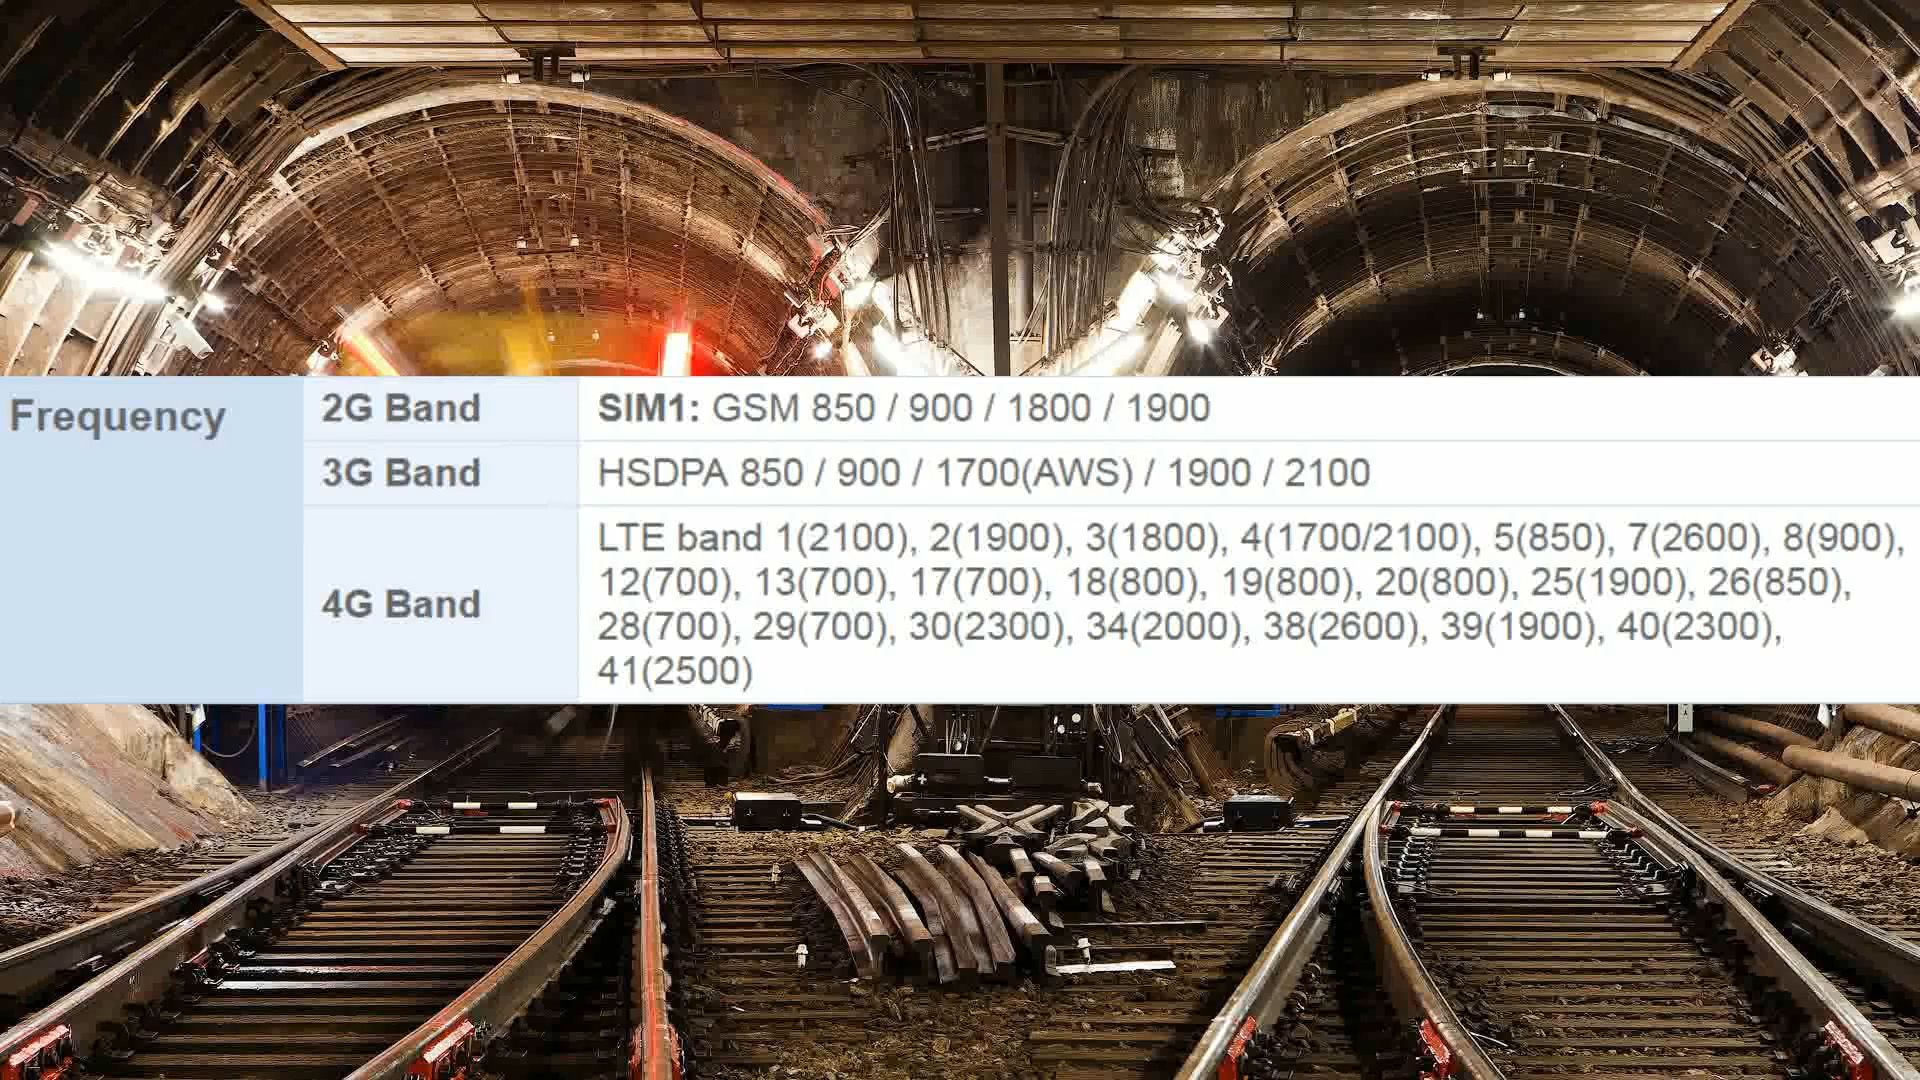 Frequency
2G Band
SIM1: GSM 850 / 900 / 1800 / 1900
3G Band
HSDPA 850 / 900 / 1700(AWS) / 1900 / 2100
4G Band
LTE band 1(2100), 2(1900), 3(1800), 4(1700/2100), 5(850), 7(2600), 8(900),
12(700), 13(700), 17(700), 18(800), 19(800), 20(800), 25(1900), 26(850),
28(700), 29(700), 30(2300), 34(2000), 38(2600), 39(1900), 40(2300),
41(2500)